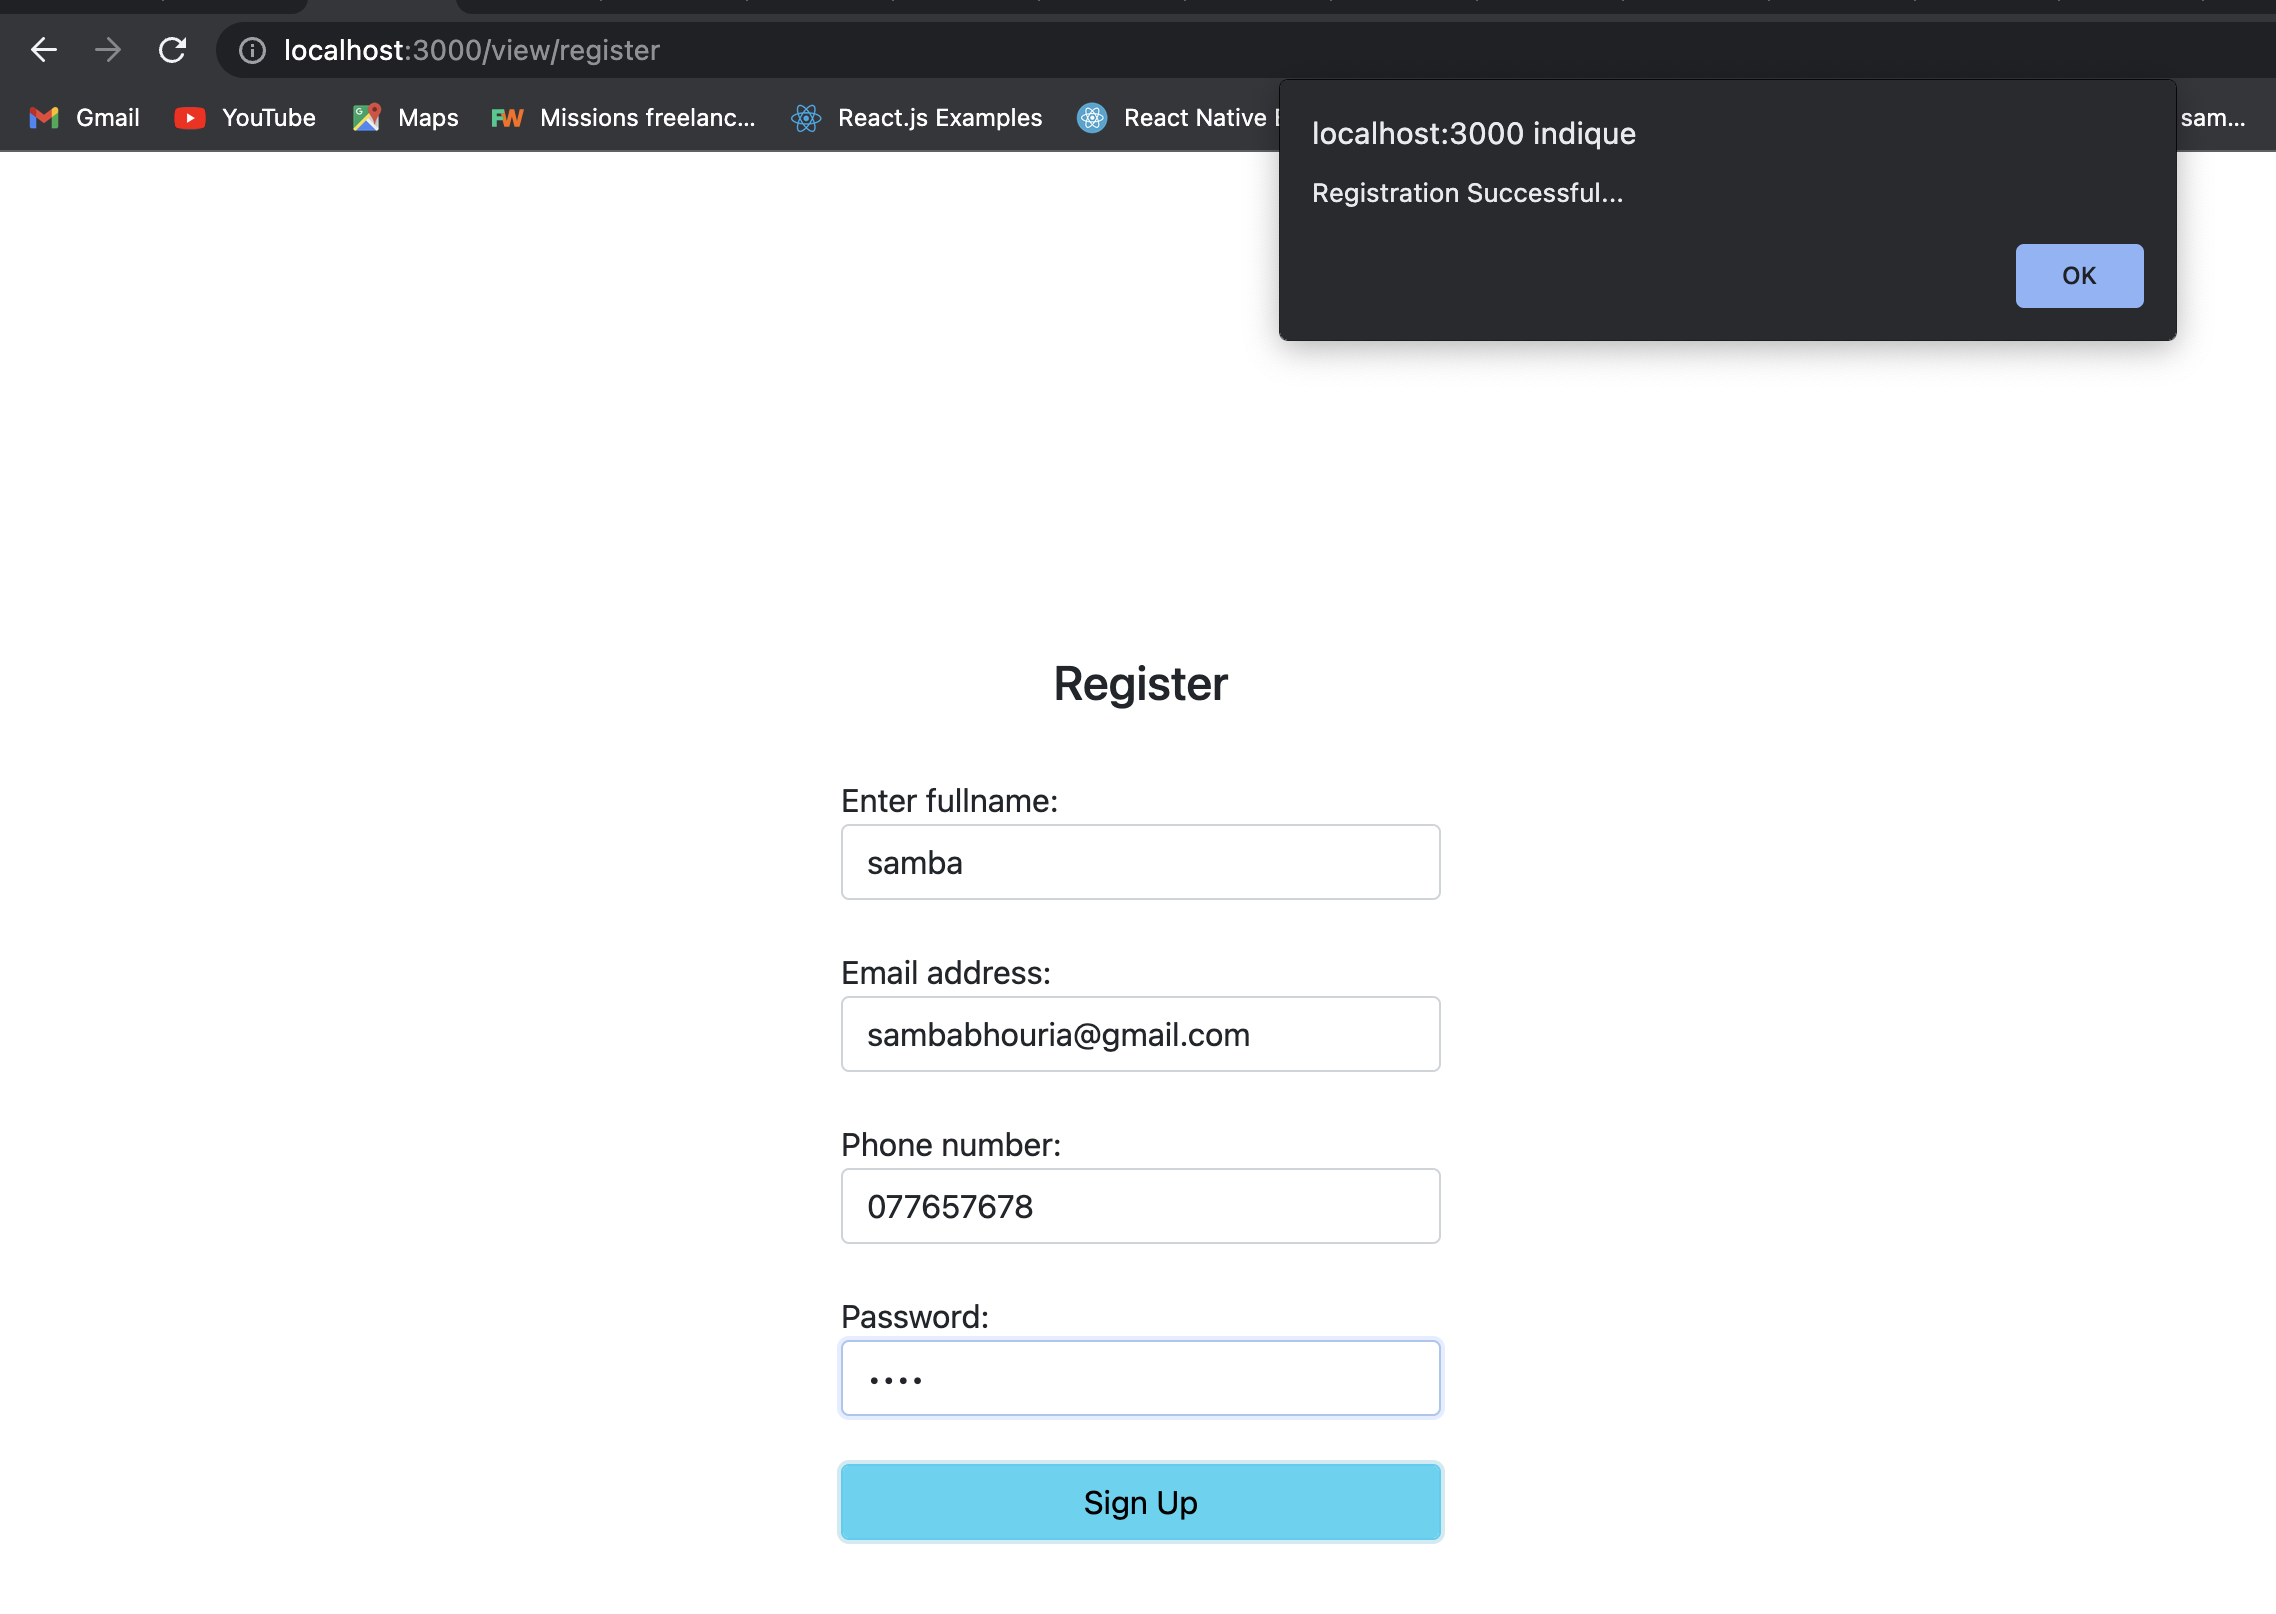 localhost:3000/view/register
Gmail YouTube Maps FW Missions freelanc... React.js Examples React Native sam...
localhost:3000 indique
Registration Successful...
OK
Register
Enter fullname:
samba
Email address:
sambabhouria@gmail.com
Phone number:
077657678
Password:
••••
Sign Up